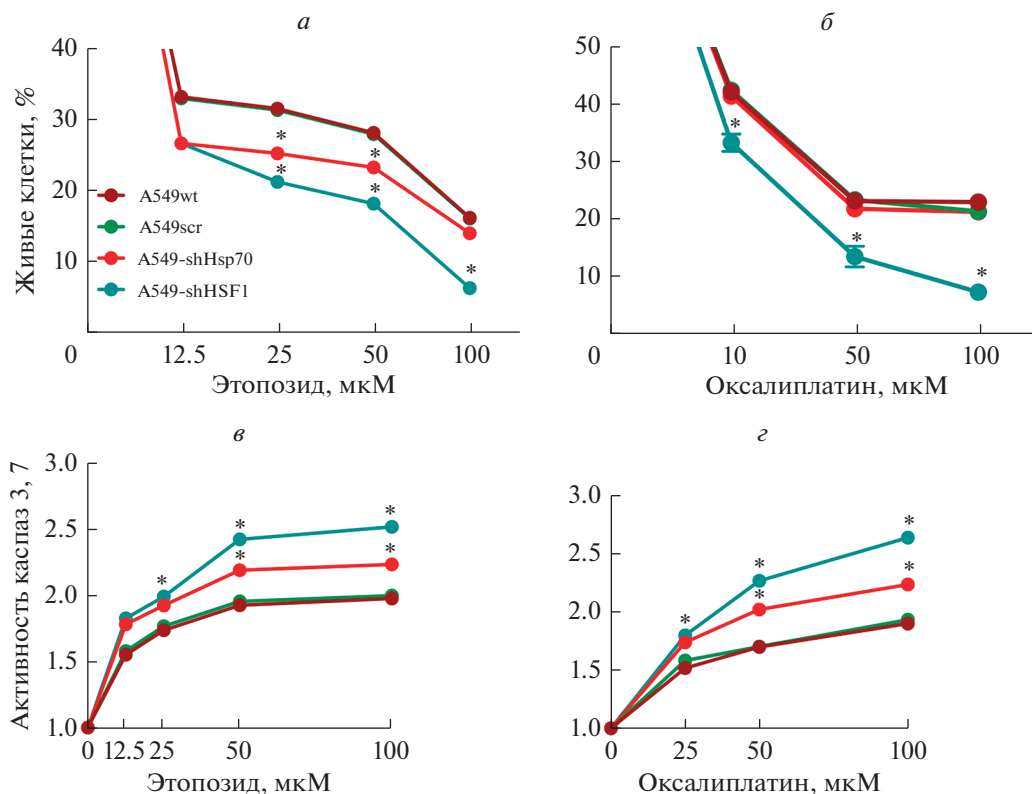 а
Живые клетки, %
40
30
20
10
0
12.5 25 50 100
Этопозид, мкМ
* * * * *
A549wt
A549scr
A549-shHsp70
A549-shHSF1
б
50
40
30
20
10
0
10 50 100
Оксалиплатин, мкМ
* * *
в
Активность каспаз 3, 7
3.0
2.5
2.0
1.5
1.0
0 12.5 25 50 100
Этопозид, мкМ
* * * * *
г
3.0
2.5
2.0
1.5
1.0
0 25 50 100
Оксалиплатин, мкМ
* * * * *